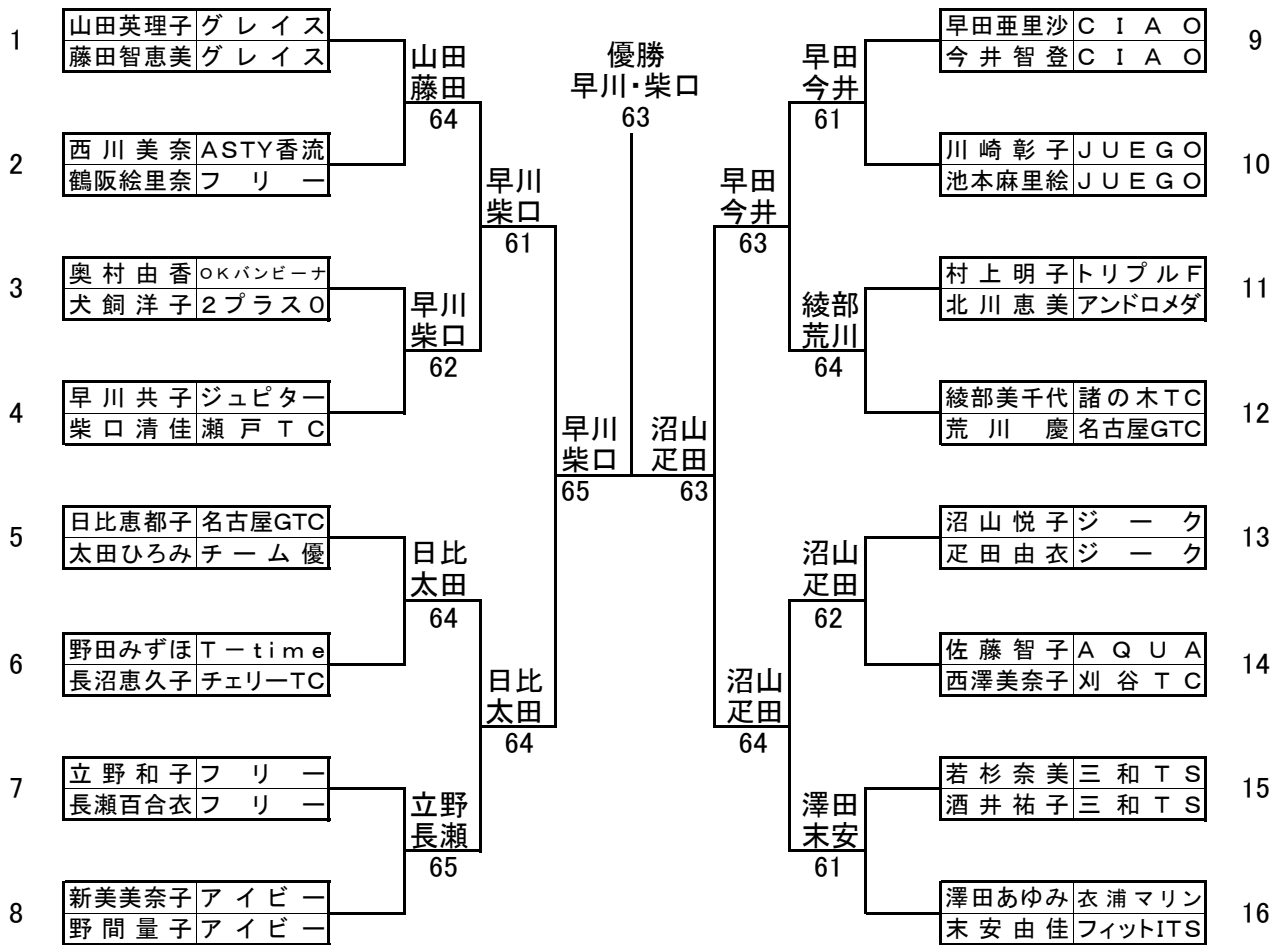 1
山田英理子 グレイス
藤田智恵美 グレイス
2
西川美奈 ASTY香流
鶴阪絵里奈 フリー
3
奥村由香 OKバンビーナ
犬飼洋子 2プラス0
4
早川共子 ジュピター
柴口清佳 瀬戸TC
5
日比恵都子 名古屋GTC
太田ひろみ チーム優
6
野田みずほ T-time
長沼恵久子 チェリーTC
7
立野和子 フリー
長瀬百合衣 フリー
8
新美美奈子 アイビー
野間量子 アイビー
山田
藤田
64
早川
柴口
62
日比
太田
64
立野
長瀬
65
早川
柴口
61
日比
太田
64
早川
柴口
65
優勝
早川・柴口
63
沼山
疋田
63
早田
今井
63
沼山
疋田
64
早田
今井
61
綾部
荒川
64
沼山
疋田
62
澤田
末安
61
早田亜里沙 CIAO
今井智登 CIAO
9
川崎彰子 JUEGO
池本麻里絵 JUEGO
10
村上明子 トリプルF
北川恵美 アンドロメダ
11
綾部美千代 諸の木TC
荒川慶 名古屋GTC
12
沼山悦子 ジーク
疋田由衣 ジーク
13
佐藤智子 AQUA
西澤美奈子 刈谷TC
14
若杉奈美 三和TS
酒井祐子 三和TS
15
澤田あゆみ 衣浦マリン
末安由佳 フィットITS
16